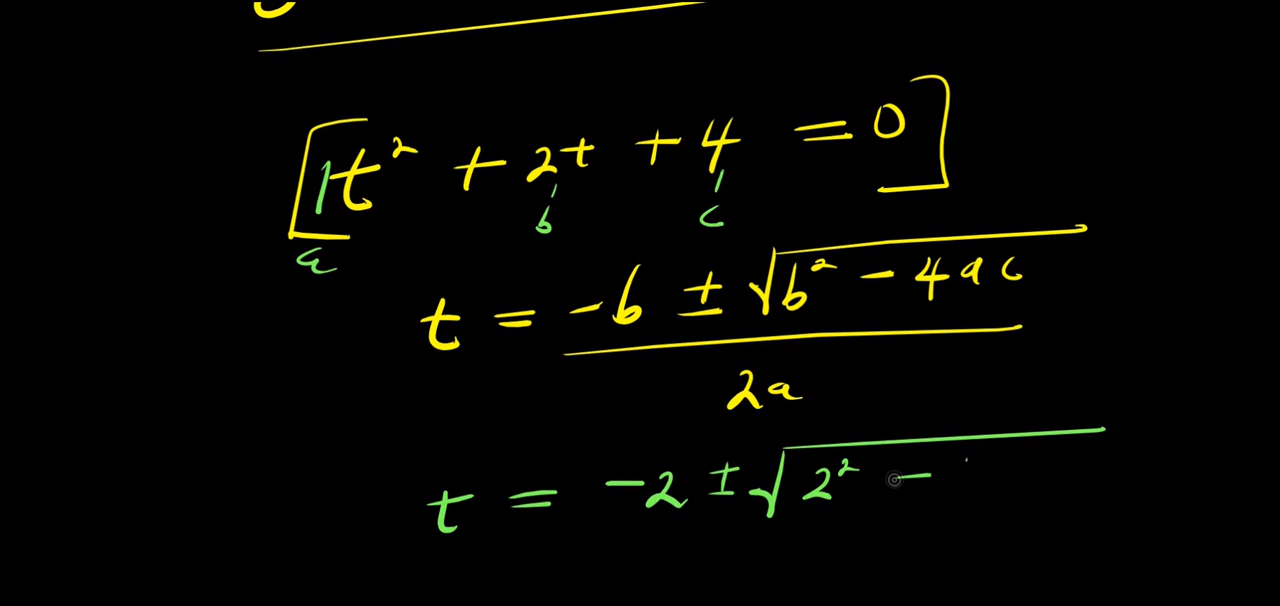 1t² + 2t + 4 = 0
a b c
t = -b ± √b² - 4ac
2a
t = -2 ± √2² -